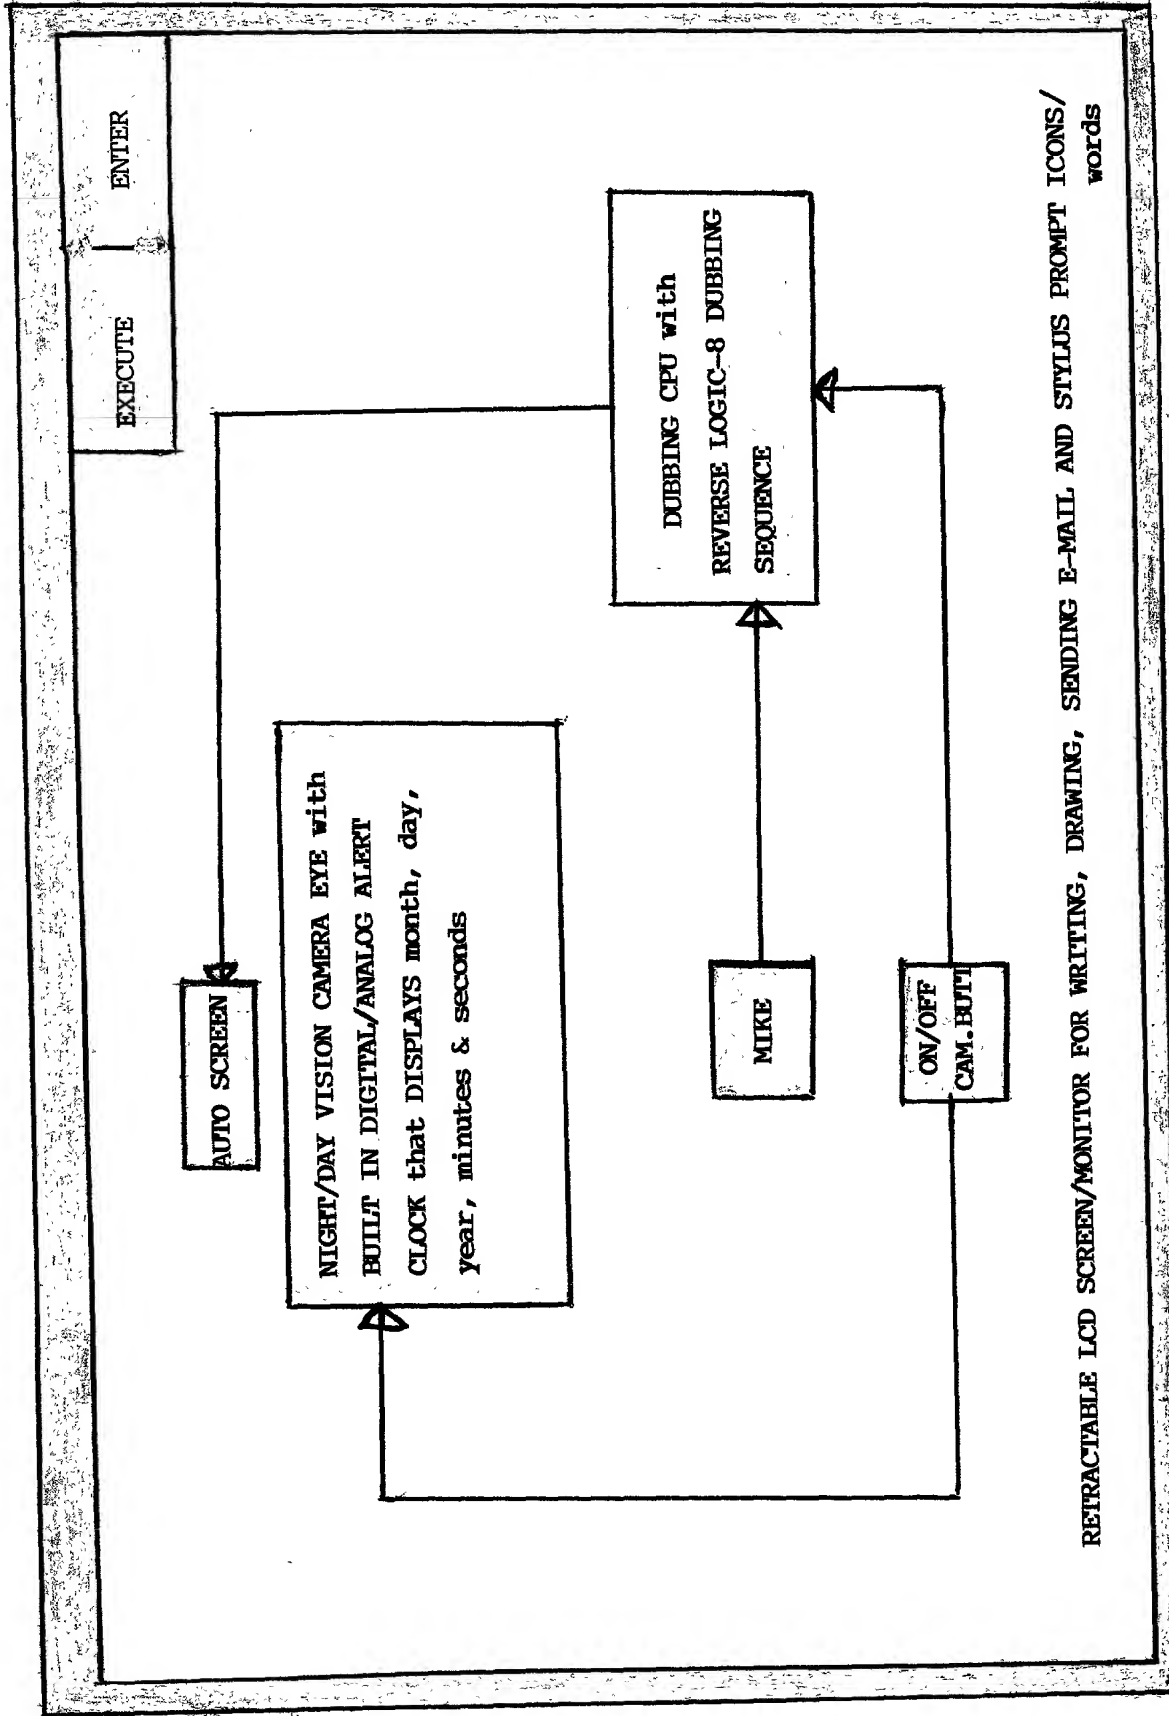 EXECUTE
ENTER
AUTO SCREEN
NIGHT/DAY VISION CAMERA EYE with
BUILT IN DIGITAL/ANALOG ALERT
CLOCK that DISPLAYS month, day,
year, minutes & seconds
DUBBING CPU with
REVERSE LOGIC-8 DUBBING
SEQUENCE
MIKE
ON/OFF
CAM.BUTT
RETRACTABLE LCD SCREEN/MONITOR FOR WRITING, DRAWING, SENDING E-MAIL AND STYLUS PROMPT ICONS/
words